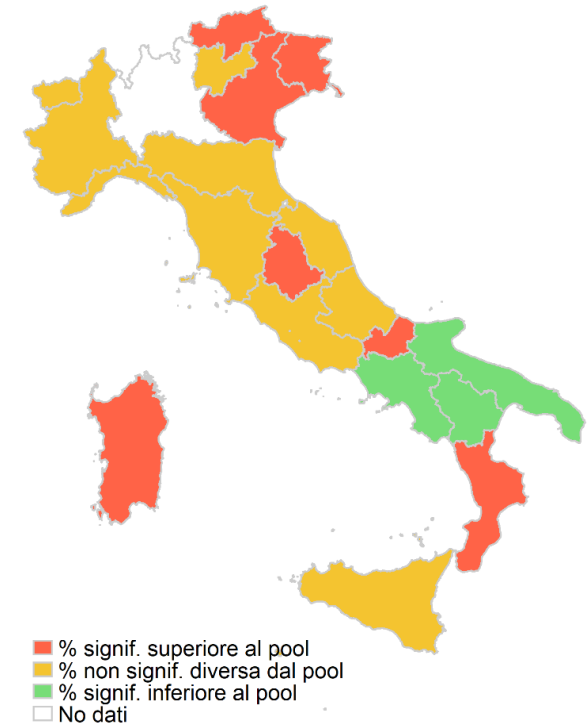 % signif. superiore al pool
% non signif. diversa dal pool
% signif. inferiore al pool
No dati